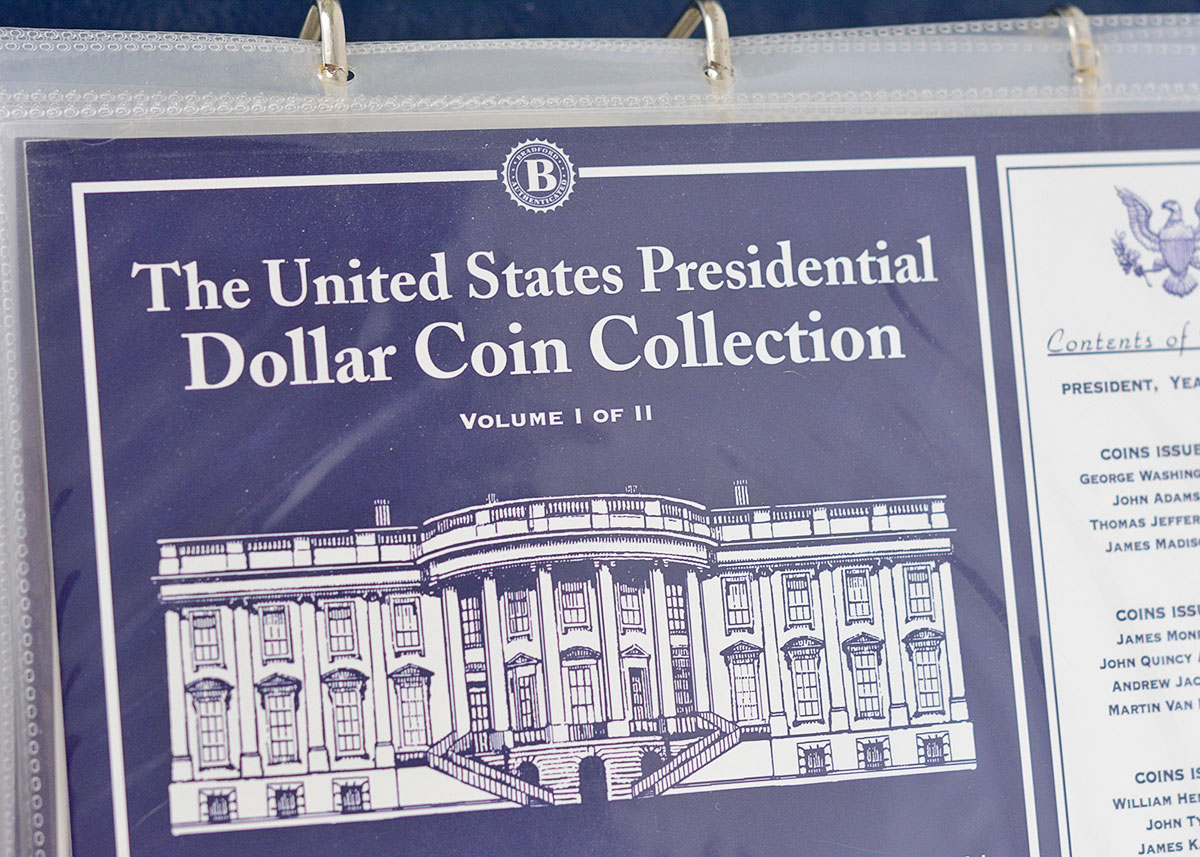 BRADFORD
B
AUTHENTICATED
The United States Presidential
Dollar Coin Collection
VOLUME I OF II
Contents of
PRESIDENT, YEA
COINS ISSUE
GEORGE WASHING
JOHN ADAMS
THOMAS JEFFER
JAMES MADISO
COINS ISSU
JAMES MON
JOHN QUINCY A
ANDREW JAC
MARTIN VAN
COINS IS
WILLIAM HE
JOHN TY
JAMES K